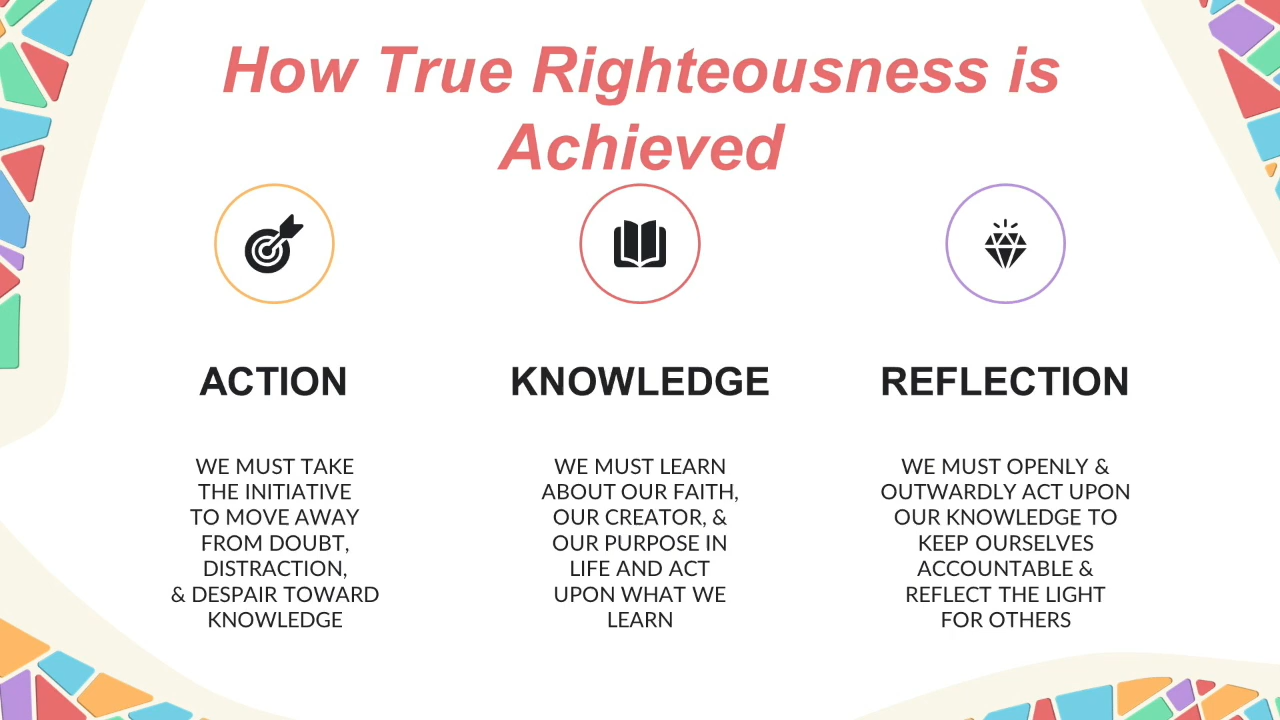 How True Righteousness is
Achieved
ACTION
WE MUST TAKE
THE INITIATIVE
TO MOVE AWAY
FROM DOUBT,
DISTRACTION,
& DESPAIR TOWARD
KNOWLEDGE
KNOWLEDGE
WE MUST LEARN
ABOUT OUR FAITH,
OUR CREATOR, &
OUR PURPOSE IN
LIFE AND ACT
UPON WHAT WE
LEARN
REFLECTION
WE MUST OPENLY &
OUTWARDLY ACT UPON
OUR KNOWLEDGE TO
KEEP OURSELVES
ACCOUNTABLE &
REFLECT THE LIGHT
FOR OTHERS